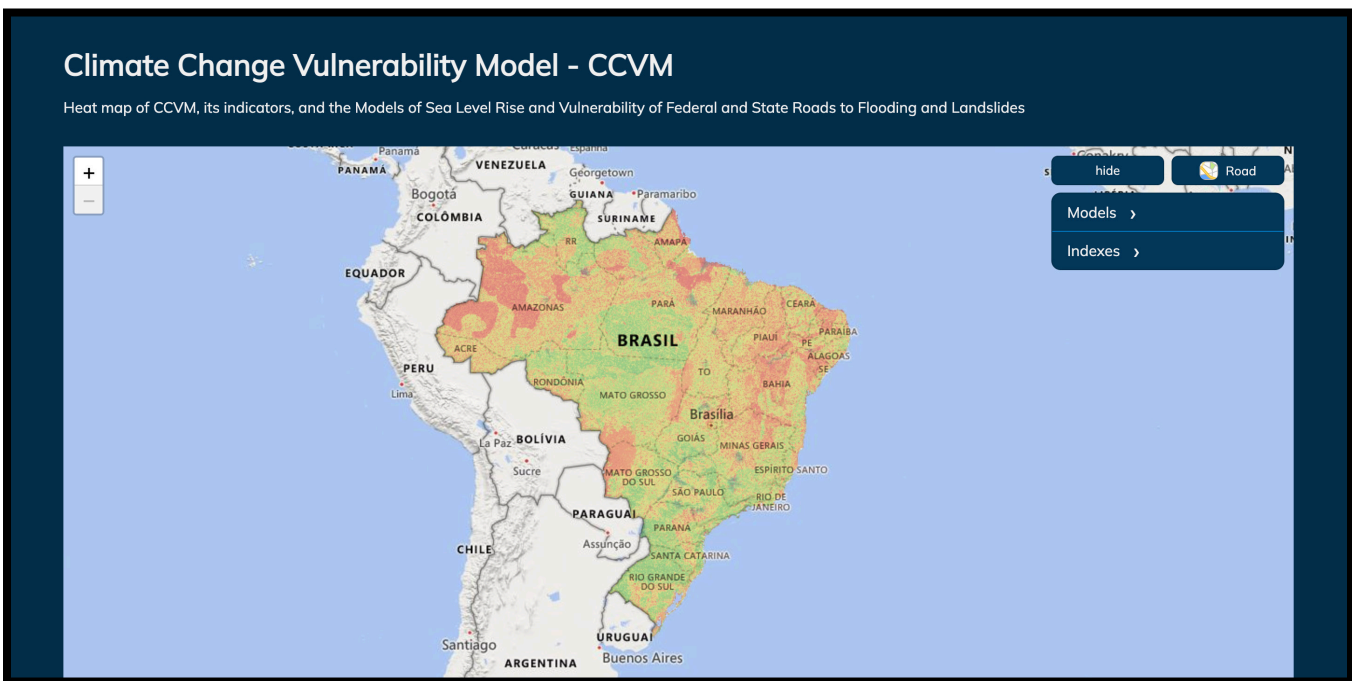 Climate Change Vulnerability Model - CCVM
Heat map of CCVM, its indicators, and the Models of Sea Level Rise and Vulnerability of Federal and State Roads to Flooding and Landslides
+
−
hide
Road
Models ›
Indexes ›
Panamá
PANAMÁ
VENEZUELA
Georgetown
Bogotá
GUIANA
Paramaribo
COLÔMBIA
SURINAME
RR
AMAPÁ
EQUADOR
AMAZONAS
PARÁ
MARANHÃO
CEARÁ
BRASIL
PIAUÍ
PARAÍBA
PE
ACRE
ALAGOAS
SE
PERU
TO
RONDÔNIA
BAHIA
Lima
MATO GROSSO
Brasília
La Paz
BOLÍVIA
GOIÁS
MINAS GERAIS
Sucre
MATO GROSSO
DO SUL
ESPÍRITO SANTO
SÃO PAULO
RIO DE
JANEIRO
PARAGUAI
PARANÁ
CHILE
Assunção
SANTA CATARINA
RIO GRANDE
DO SUL
URUGUAI
Santiago
Buenos Aires
ARGENTINA